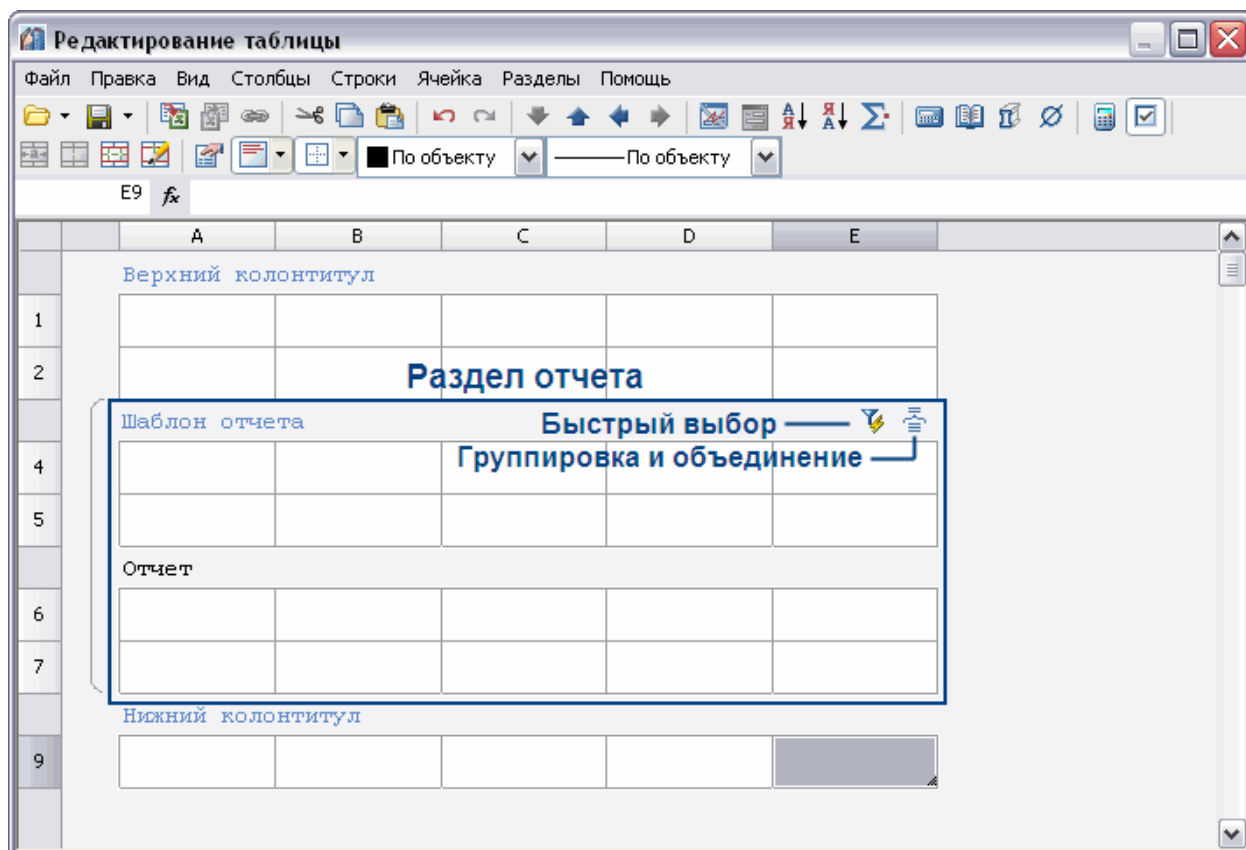 Редактирование таблицы
Файл Правка Вид Столбцы Строки Ячейка Разделы Помощь
По объекту По объекту
E9 fx
A B C D E
Верхний колонтитул
1
2
Раздел отчета
Шаблон отчета Быстрый выбор
4 Группировка и объединение
5
Отчет
6
7
Нижний колонтитул
9